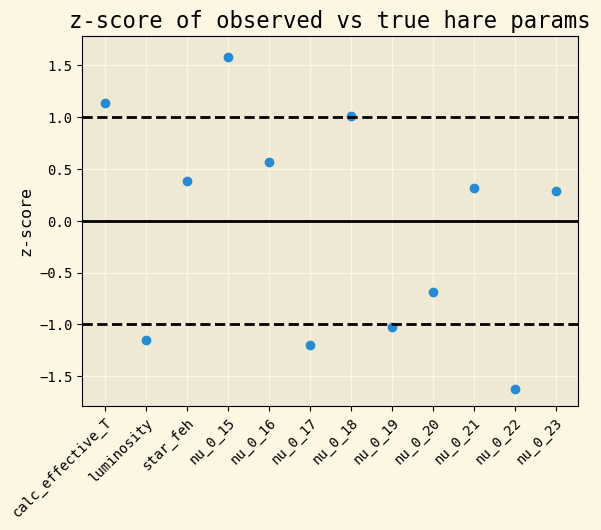 z-score of observed vs true hare params
z-score
1.5
1.0
0.5
0.0
−0.5
−1.0
−1.5
calc_effective_T
luminosity
star_feh
nu_0_15
nu_0_16
nu_0_17
nu_0_18
nu_0_19
nu_0_20
nu_0_21
nu_0_22
nu_0_23